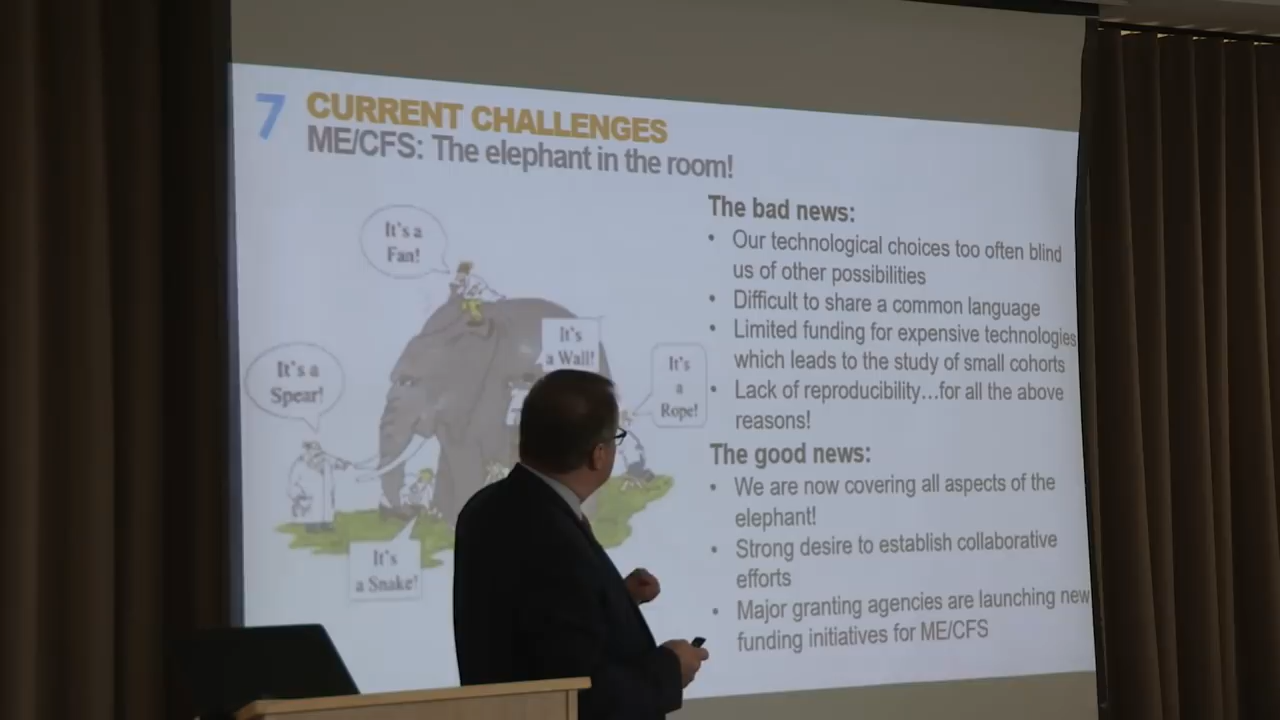 7
CURRENT CHALLENGES
ME/CFS: The elephant in the room!
It's a
Fan!
It's
a Wall!
It's a
Spear!
It's
a
Rope!
It's
a Snake!
The bad news:
• Our technological choices too often blind
us of other possibilities
• Difficult to share a common language
• Limited funding for expensive technologies
which leads to the study of small cohorts
• Lack of reproducibility…for all the above
reasons!
The good news:
• We are now covering all aspects of the
elephant!
• Strong desire to establish collaborative
efforts
• Major granting agencies are launching new
funding initiatives for ME/CFS